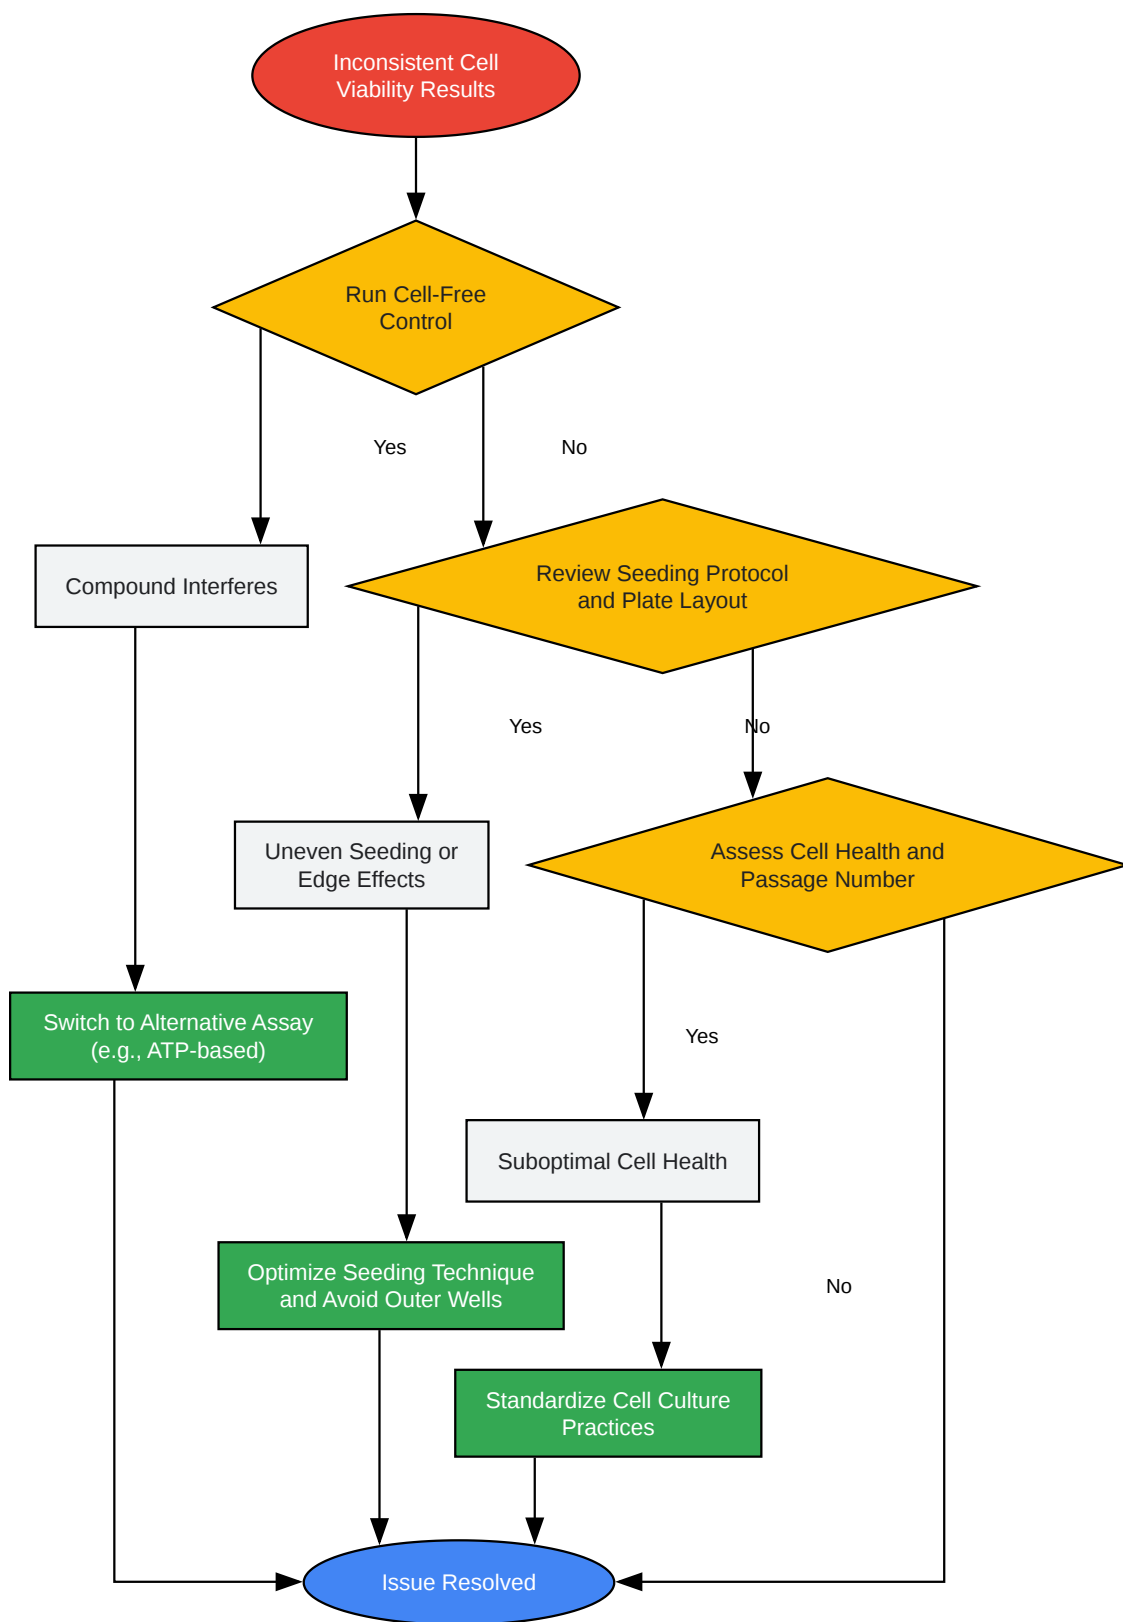 Inconsistent Cell
Viability Results
Run Cell-Free
Control
Yes
No
Compound Interferes
Review Seeding Protocol
and Plate Layout
Yes
No
Uneven Seeding or
Edge Effects
Assess Cell Health and
Passage Number
Switch to Alternative Assay
(e.g., ATP-based)
Yes
Suboptimal Cell Health
Optimize Seeding Technique
and Avoid Outer Wells
No
Standardize Cell Culture
Practices
Issue Resolved